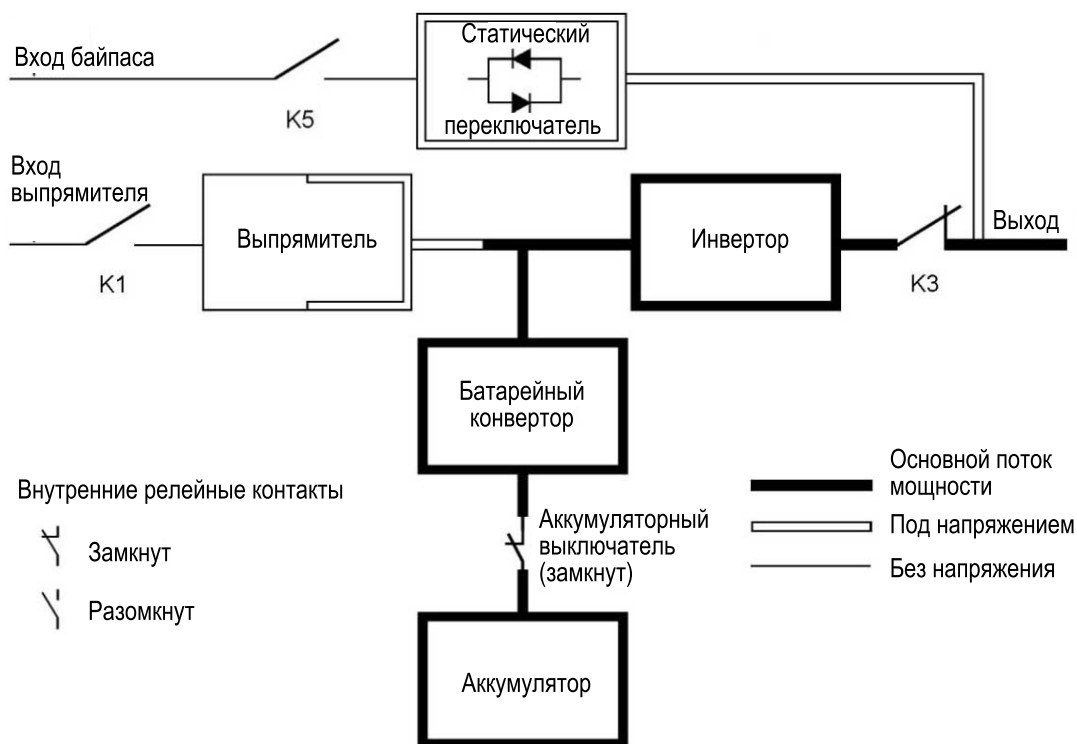 Статический
Вход байпаса
K5
переключатель
Вход
выпрямителя
Выпрямитель
Инвертор
Выход
K1
K3
Батарейный
конвертор
Внутренние релейные контакты
Замкнут
Разомкнут
Аккумуляторный
выключатель
(замкнут)
Аккумулятор
Основной поток
мощности
Под напряжением
Без напряжения